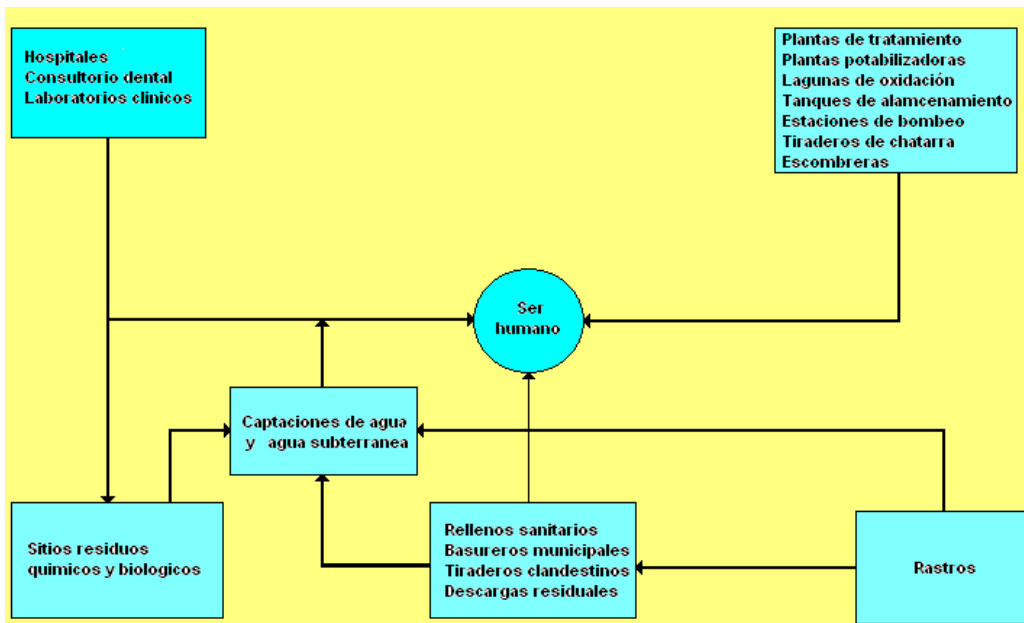 Hospitales
Consultorio dental
Laboratorios clinicos
Plantas de tratamiento
Plantas potabilizadoras
Lagunas de oxidación
Tanques de alamcenamiento
Estaciones de bombeo
Tiraderos de chatarra
Escombreras
Ser
humano
Captaciones de agua
y agua subterranea
Sitios residuos
quimicos y biologicos
Rellenos sanitarios
Basureros municipales
Tiraderos clandestinos
Descargas residuales
Rastros